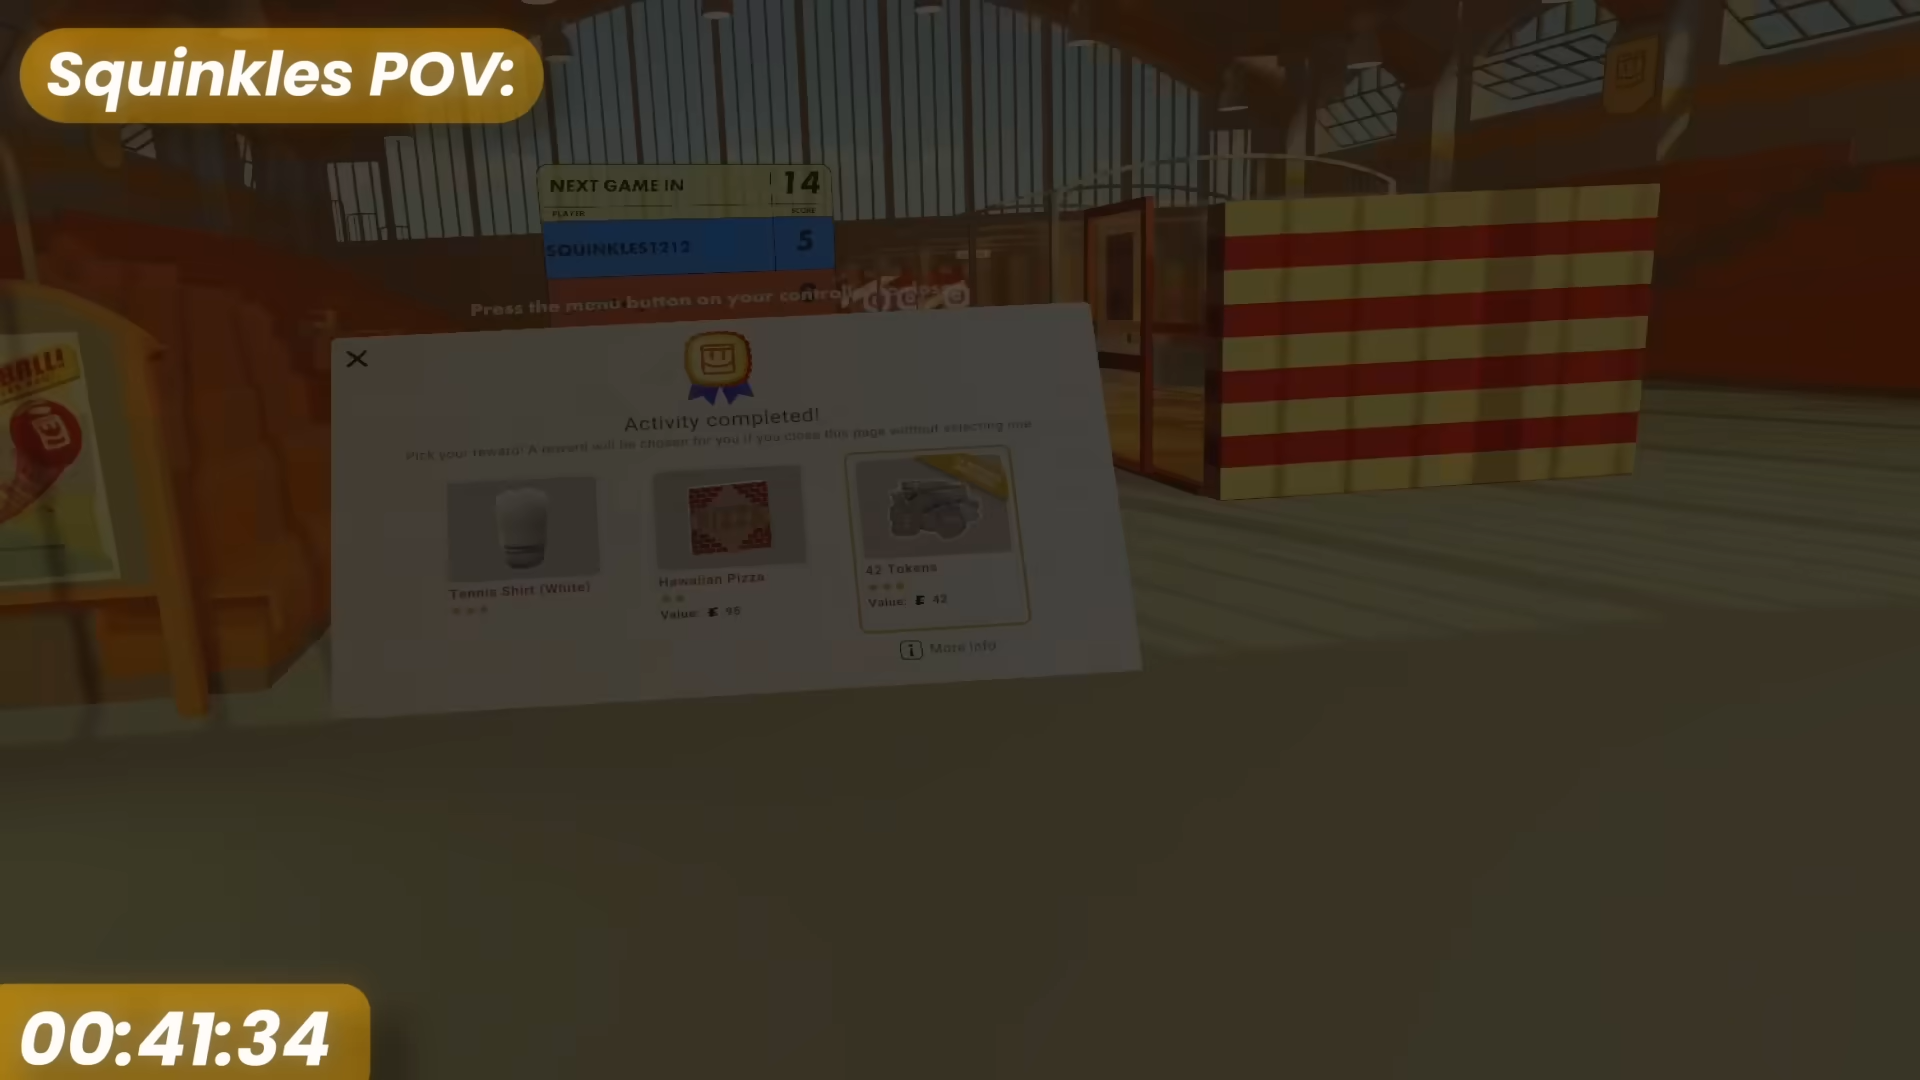 Squinkles POV:
NEXT GAME IN 14
PLAYER SCORE
SQUINKLES1212 5
Press the menu button on your
Activity completed!
Pick your reward! A reward will be chosen for you if you close this page without selecting one
Tennis Shirt (White)
Hawaiian Pizza
Value: 95
42 Tokens
Value: 42
More Info
00:41:34